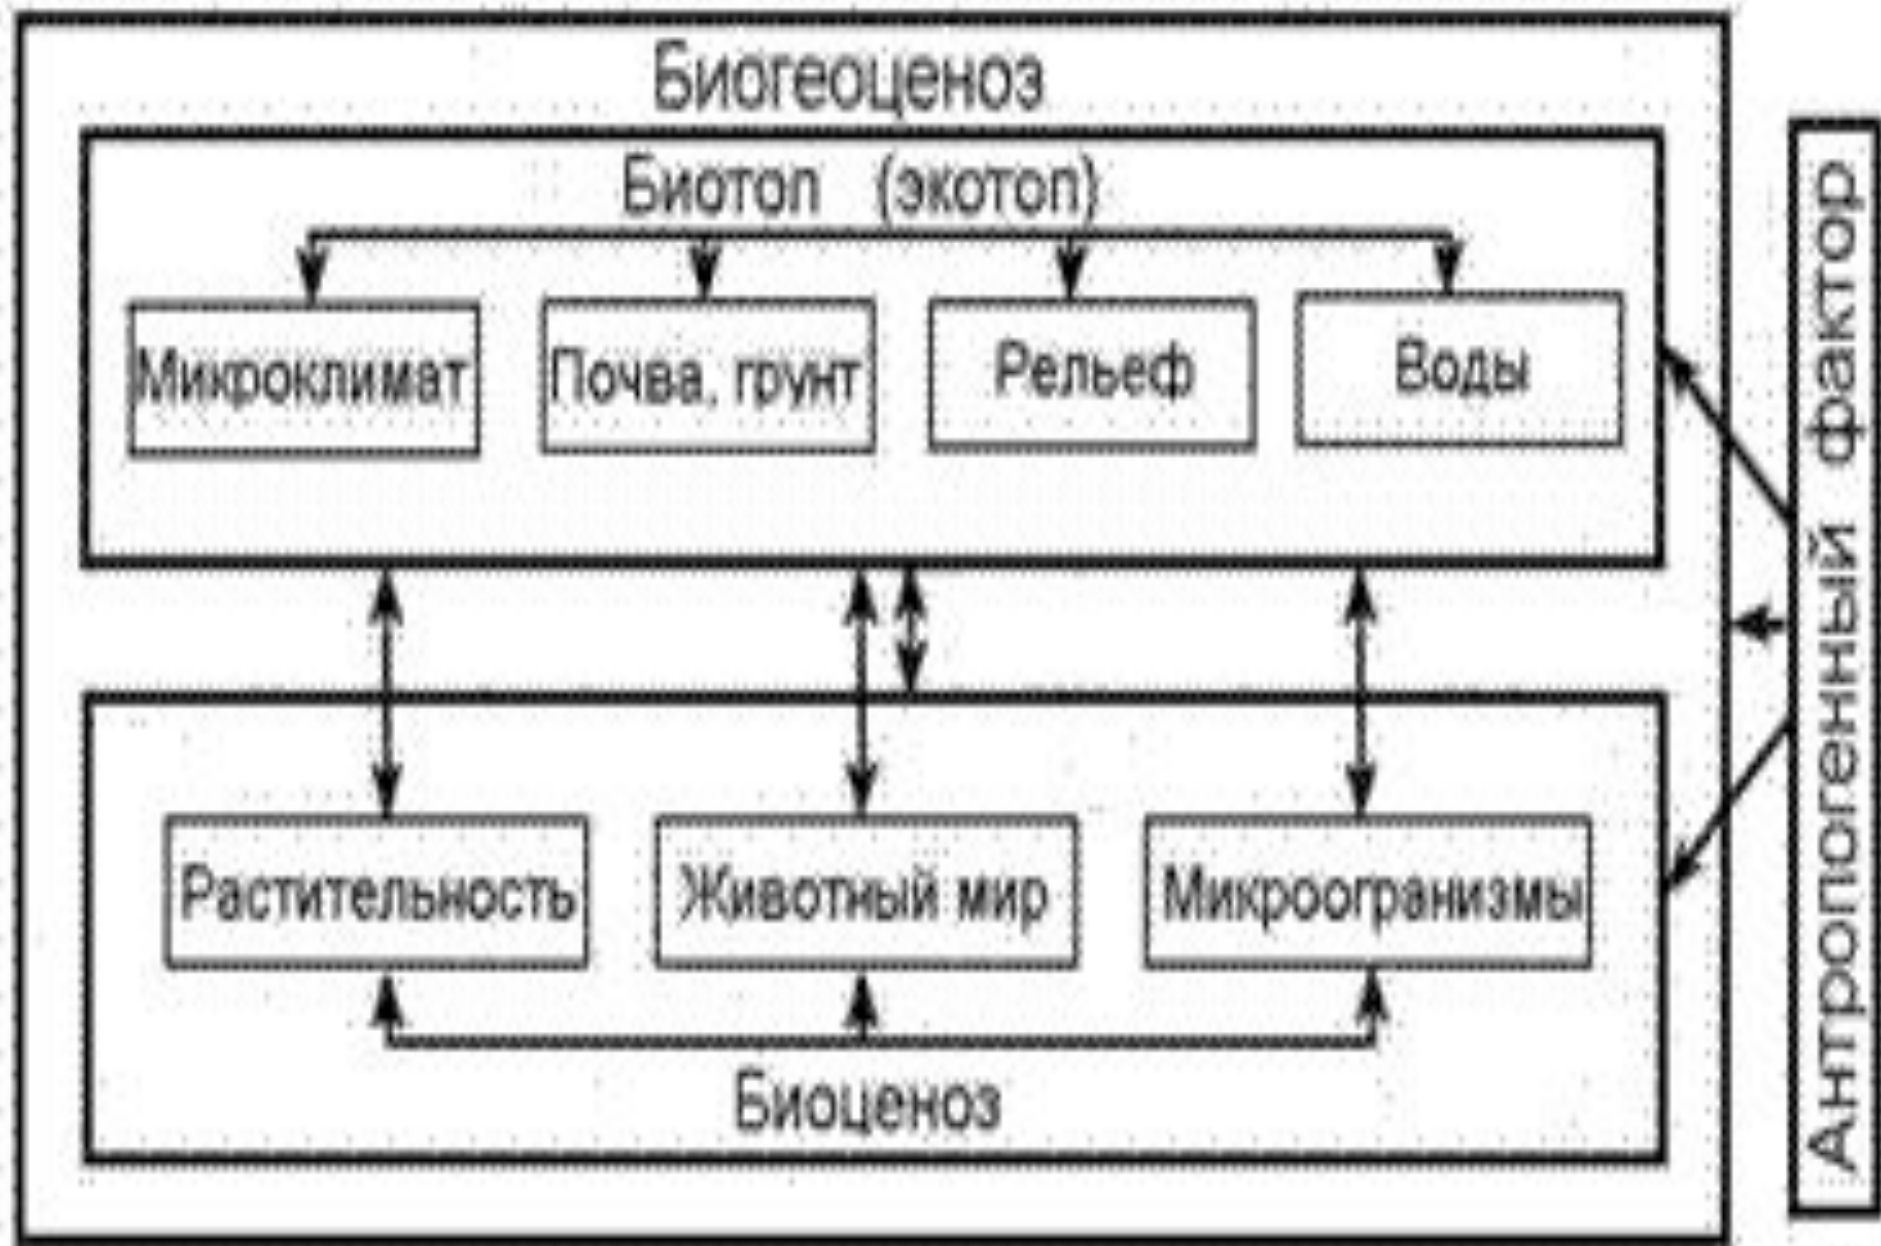 Биогеоценоз
Биотоп (экотоп)
Микроклимат
Почва, грунт
Рельеф
Воды
Растительность
Животный мир
Микроогранизмы
Биоценоз
Антропогенный фактор